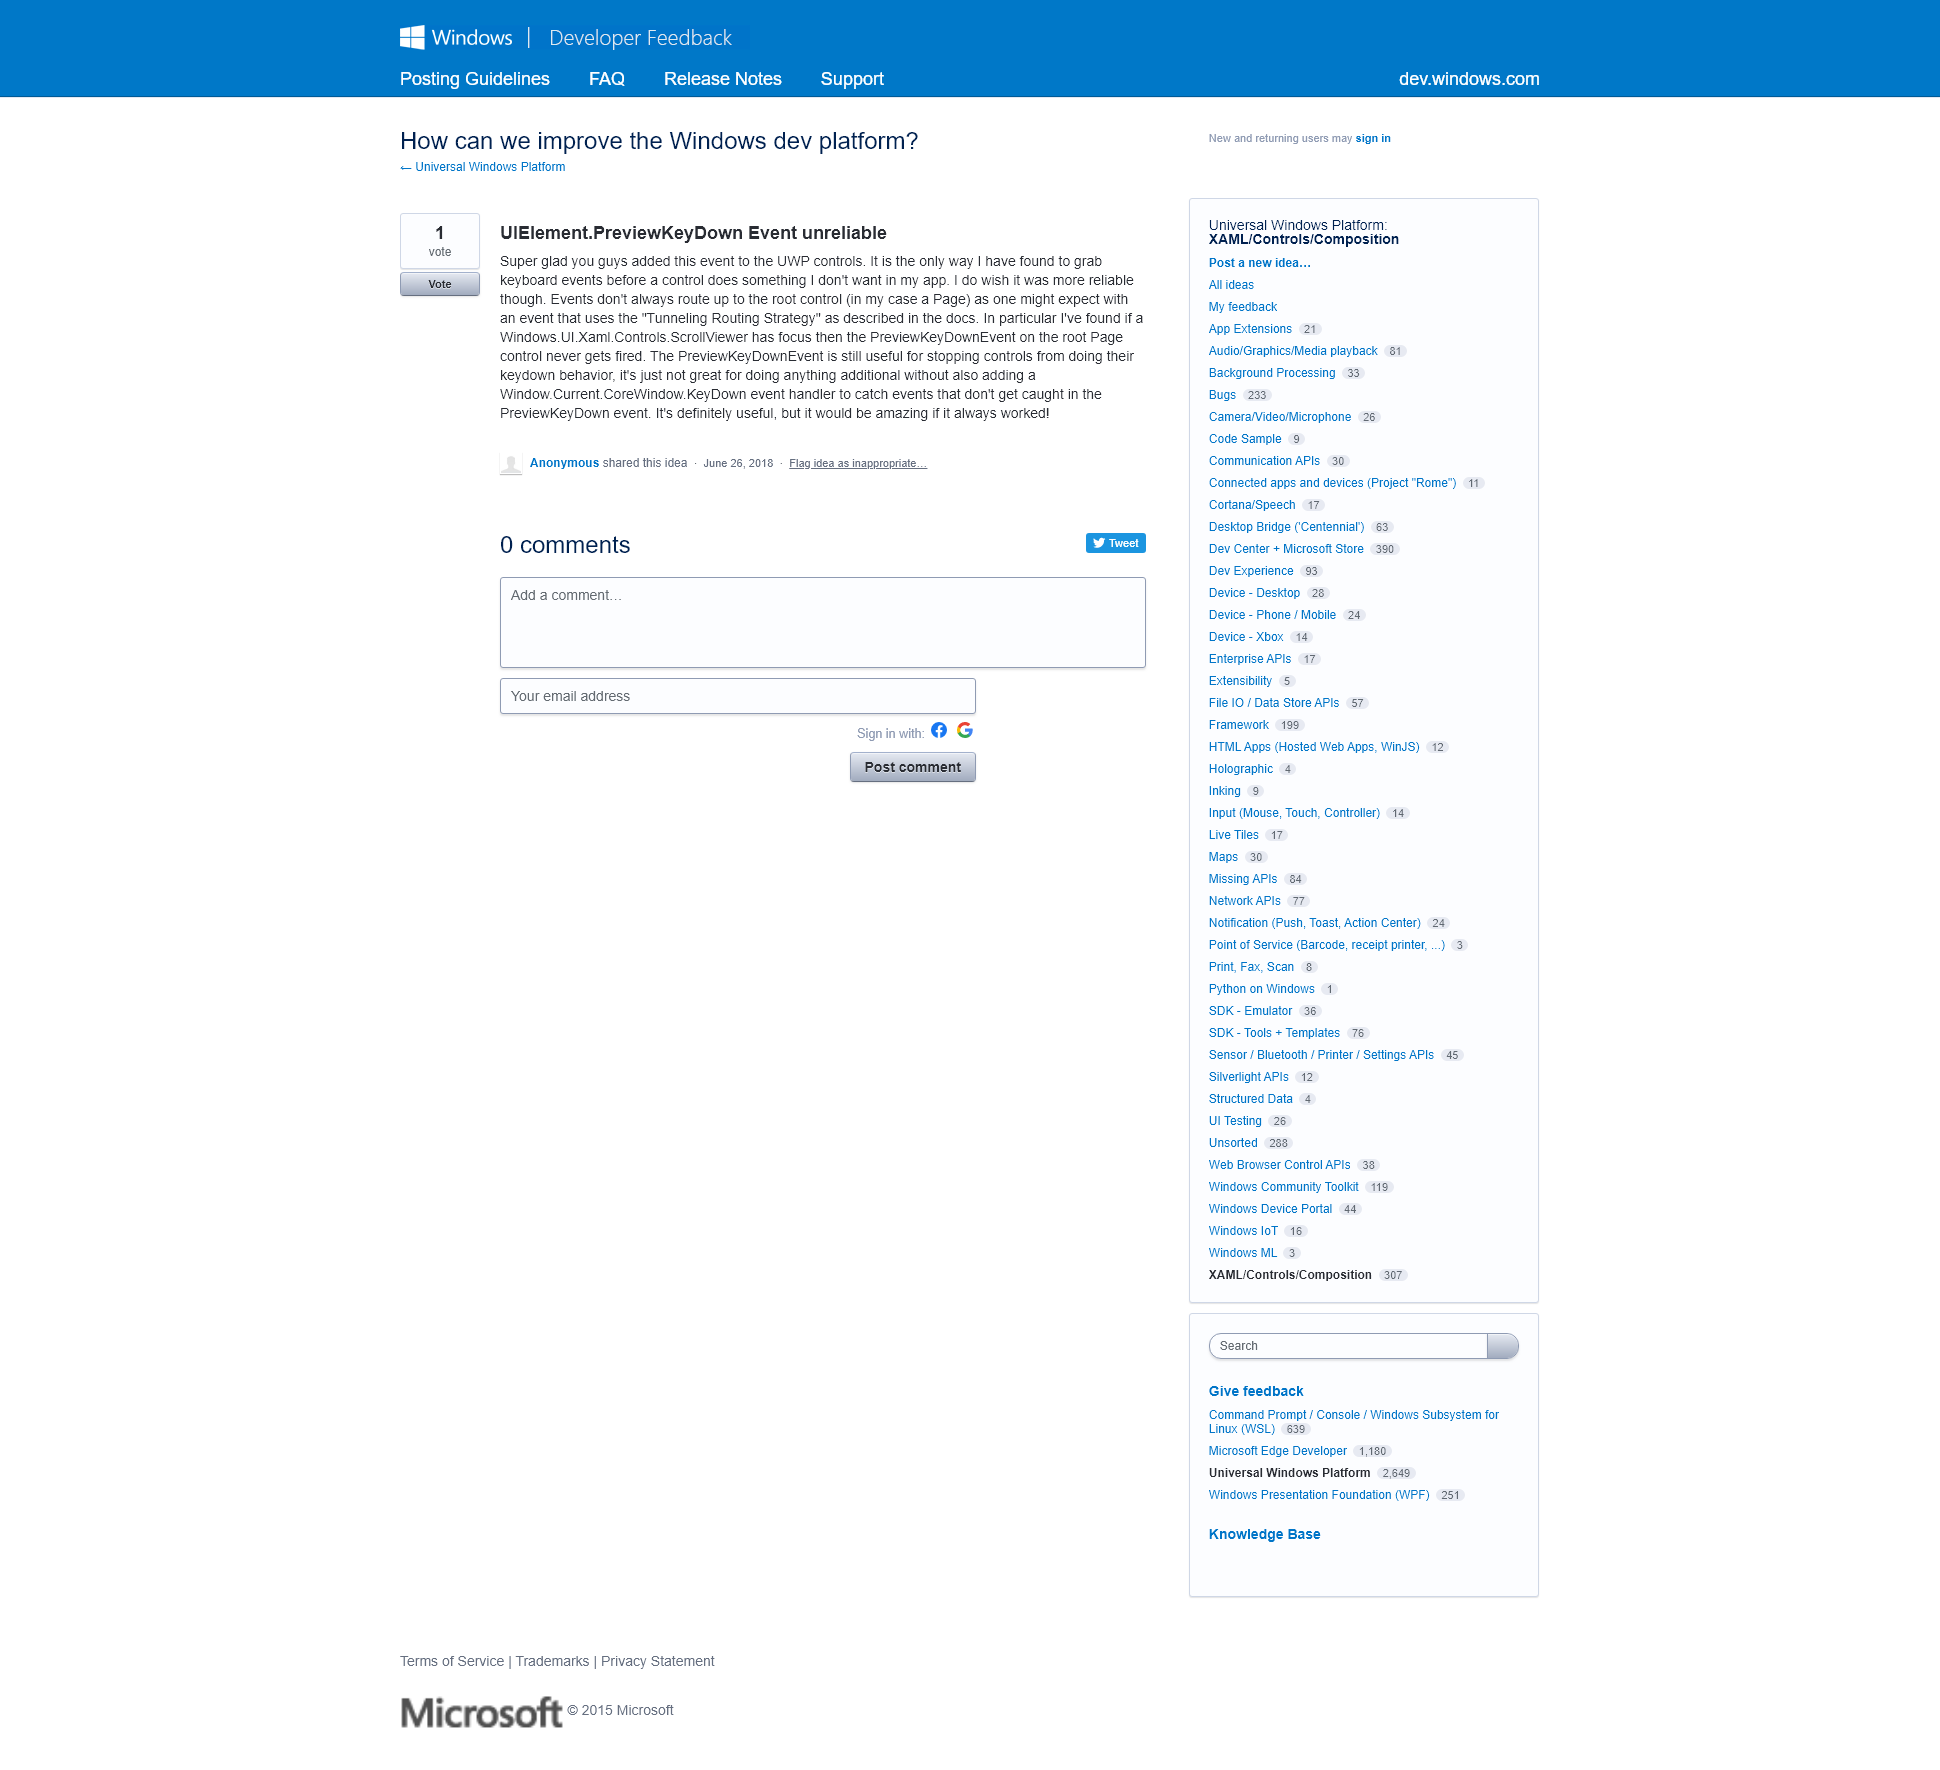 Windows | Developer Feedback
Posting Guidelines FAQ Release Notes Support dev.windows.com
How can we improve the Windows dev platform?
← Universal Windows Platform
New and returning users may sign in
1
vote
Vote
UIElement.PreviewKeyDown Event unreliable
Super glad you guys added this event to the UWP controls. It is the only way I have found to grab
keyboard events before a control does something I don't want in my app. I do wish it was more reliable
though. Events don't always route up to the root control (in my case a Page) as one might expect with
an event that uses the "Tunneling Routing Strategy" as described in the docs. In particular I've found if a
Windows.UI.Xaml.Controls.ScrollViewer has focus then the PreviewKeyDownEvent on the root Page
control never gets fired. The PreviewKeyDownEvent is still useful for stopping controls from doing their
keydown behavior, it's just not great for doing anything additional without also adding a
Window.Current.CoreWindow.KeyDown event handler to catch events that don't get caught in the
PreviewKeyDown event. It's definitely useful, but it would be amazing if it always worked!
Anonymous shared this idea · June 26, 2018 · Flag idea as inappropriate…
0 comments
Tweet
Add a comment…
Your email address
Sign in with:
Post comment
Universal Windows Platform:
XAML/Controls/Composition
Post a new idea…
All ideas
My feedback
App Extensions 21
Audio/Graphics/Media playback 81
Background Processing 33
Bugs 233
Camera/Video/Microphone 26
Code Sample 9
Communication APIs 30
Connected apps and devices (Project "Rome") 11
Cortana/Speech 17
Desktop Bridge ('Centennial') 63
Dev Center + Microsoft Store 390
Dev Experience 93
Device - Desktop 28
Device - Phone / Mobile 24
Device - Xbox 14
Enterprise APIs 17
Extensibility 5
File IO / Data Store APIs 57
Framework 199
HTML Apps (Hosted Web Apps, WinJS) 12
Holographic 4
Inking 9
Input (Mouse, Touch, Controller) 14
Live Tiles 17
Maps 30
Missing APIs 84
Network APIs 77
Notification (Push, Toast, Action Center) 24
Point of Service (Barcode, receipt printer, ...) 3
Print, Fax, Scan 8
Python on Windows 1
SDK - Emulator 36
SDK - Tools + Templates 76
Sensor / Bluetooth / Printer / Settings APIs 45
Silverlight APIs 12
Structured Data 4
UI Testing 26
Unsorted 288
Web Browser Control APIs 38
Windows Community Toolkit 119
Windows Device Portal 44
Windows IoT 16
Windows ML 3
XAML/Controls/Composition 307
Search
Give feedback
Command Prompt / Console / Windows Subsystem for
Linux (WSL) 639
Microsoft Edge Developer 1,180
Universal Windows Platform 2,649
Windows Presentation Foundation (WPF) 251
Knowledge Base
Terms of Service | Trademarks | Privacy Statement
Microsoft © 2015 Microsoft